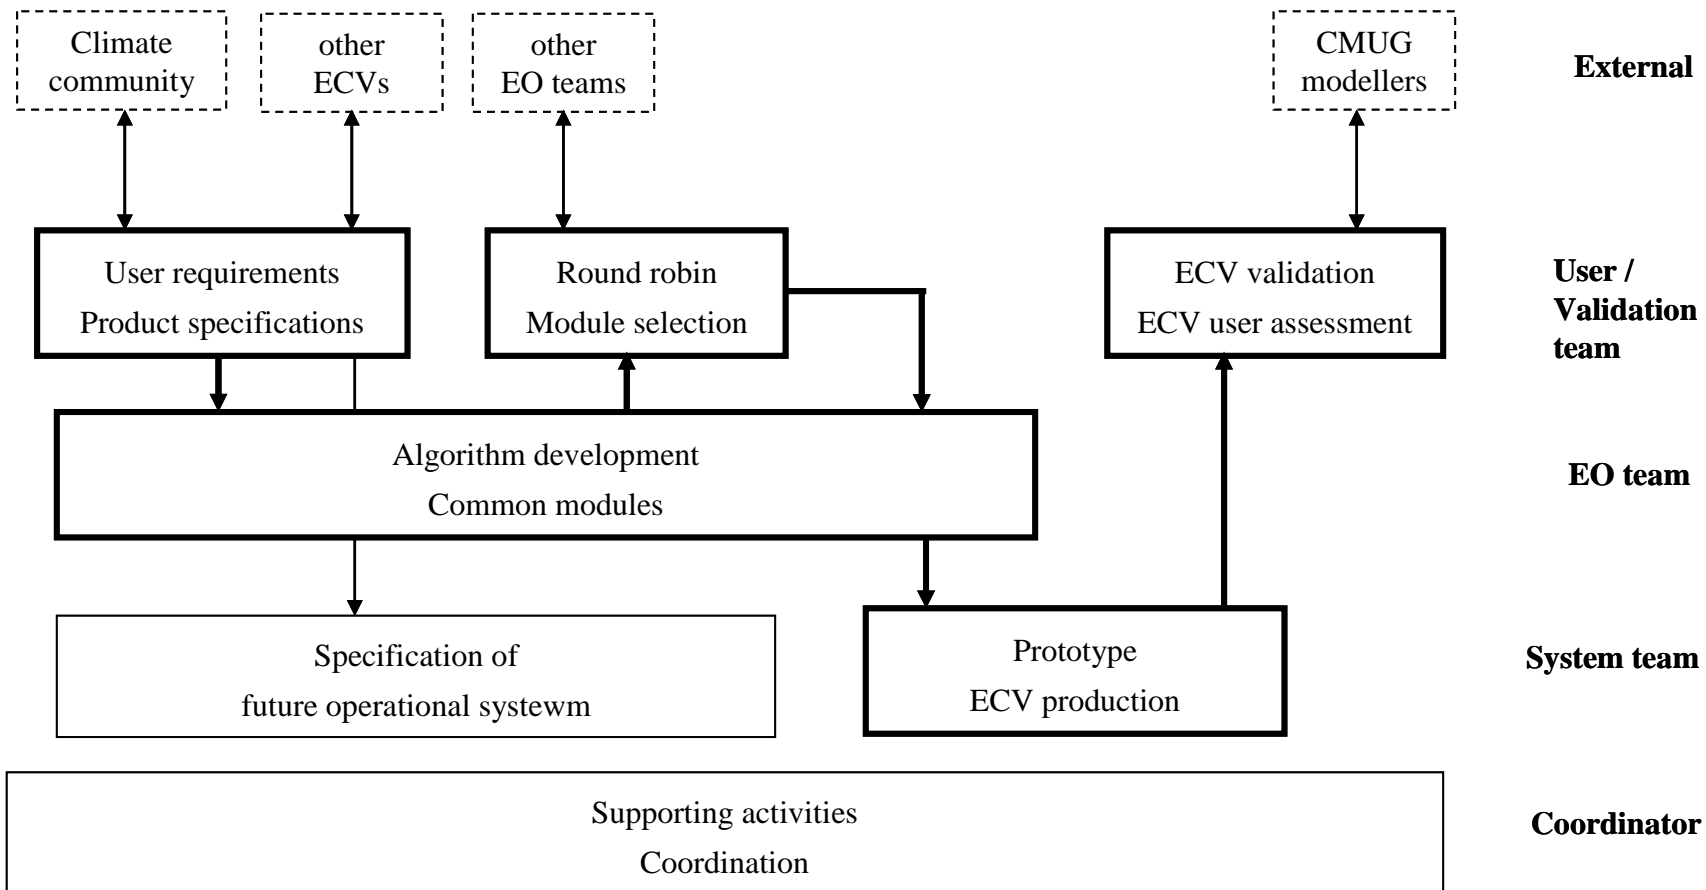 Climate
community
other
ECVs
other
EO teams
CMUG
modellers
External
User requirements
Product specifications
Round robin
Module selection
ECV validation
ECV user assessment
User /
Validation
team
Algorithm development
Common modules
EO team
Specification of
future operational systewm
Prototype
ECV production
System team
Supporting activities
Coordination
Coordinator